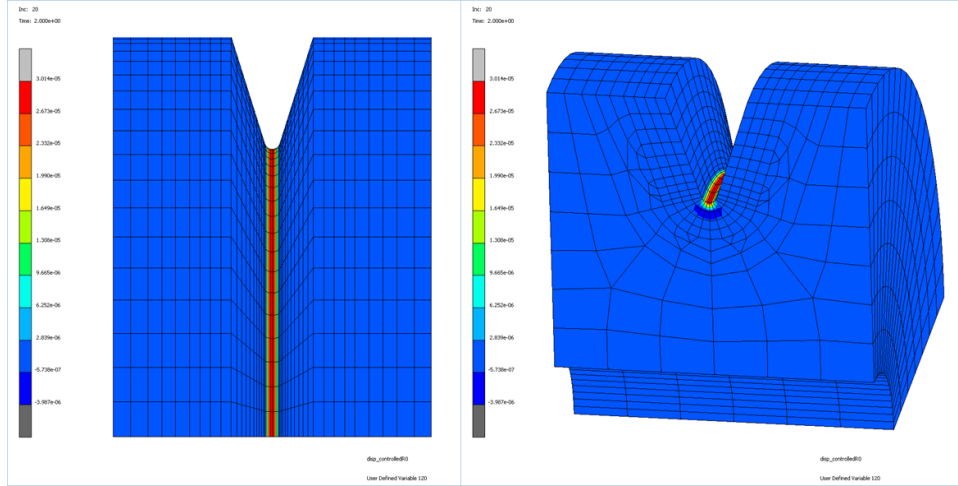 Inc: 20
Time: 2.000e+00
3.014e-05
2.673e-05
2.332e-05
1.990e-05
1.649e-05
1.308e-05
9.665e-06
6.252e-06
2.839e-06
-5.738e-07
-3.987e-06
disp_controlledR0
User Defined Variable 120
Inc: 20
Time: 2.000e+00
3.014e-05
2.673e-05
2.332e-05
1.990e-05
1.649e-05
1.308e-05
9.665e-06
6.252e-06
2.839e-06
-5.738e-07
-3.987e-06
disp_controlledR0
User Defined Variable 120